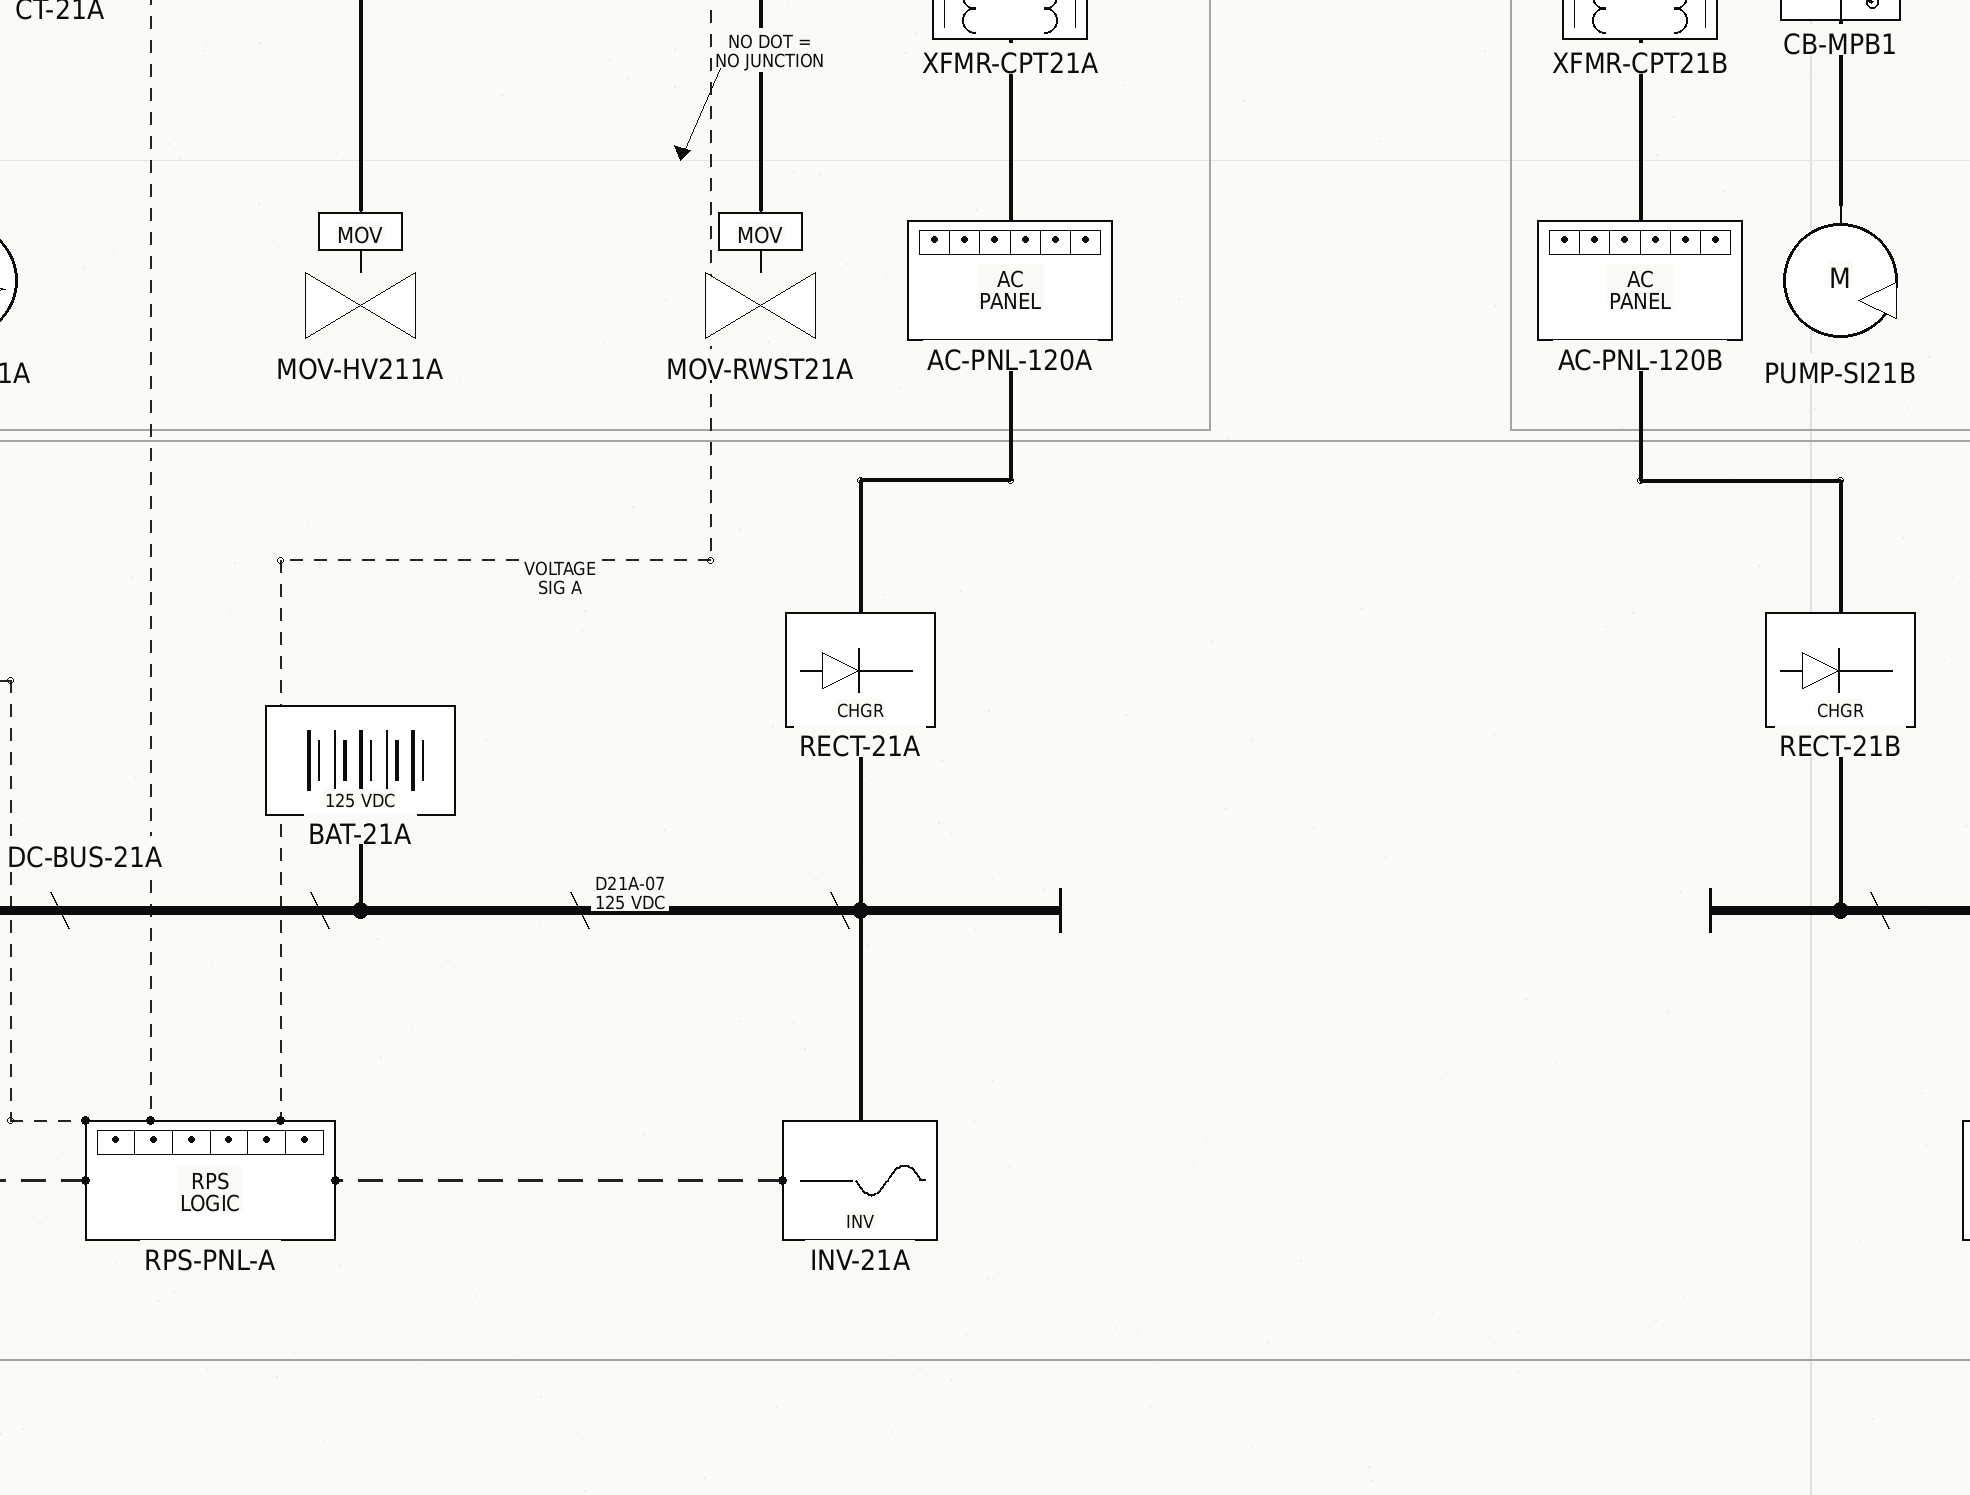 CT-21A
NO DOT =
NO JUNCTION
XFMR-CPT21A
XFMR-CPT21B
CB-MPB1
MOV
MOV
AC
PANEL
AC
PANEL
M
1A
MOV-HV211A
MOV-RWST21A
AC-PNL-120A
AC-PNL-120B
PUMP-SI21B
VOLTAGE
SIG A
CHGR
RECT-21A
CHGR
RECT-21B
125 VDC
BAT-21A
DC-BUS-21A
D21A-07
125 VDC
RPS
LOGIC
RPS-PNL-A
INV
INV-21A